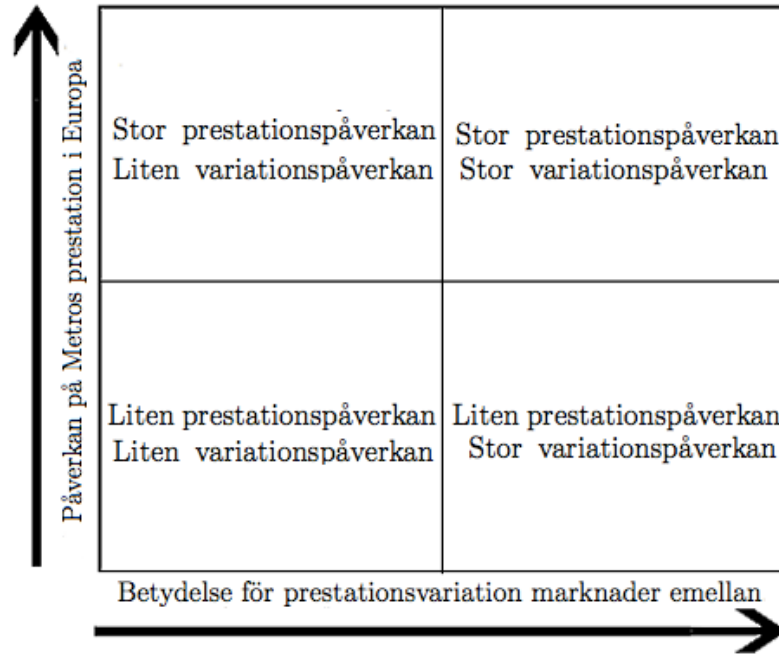 Påverkan på Metros prestation i Europa
Stor prestationspåverkan
Liten variationspåverkan
Stor prestationspåverkan
Stor variationspåverkan
Liten prestationspåverkan
Liten variationspåverkan
Liten prestationspåverkan
Stor variationspåverkan
Betydelse för prestationsvariation marknader emellan